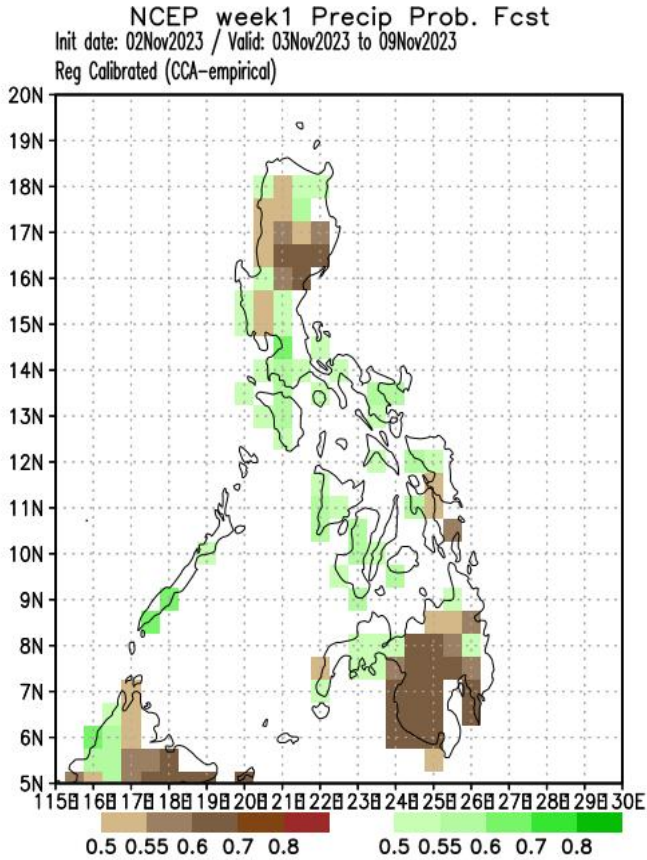 NCEP week1 Precip Prob. Fcst
Init date: 02Nov2023 / Valid: 03Nov2023 to 09Nov2023
Reg Calibrated (CCA-empirical)
20N
19N
18N
17N
16N
15N
14N
13N
12N
11N
10N
9N
8N
7N
6N
5N
115E 116E 117E 118E 119E 120E 121E 122E 123E 124E 125E 126E 127E 128E 129E 130E
0.5 0.55 0.6 0.7 0.8 0.5 0.55 0.6 0.7 0.8